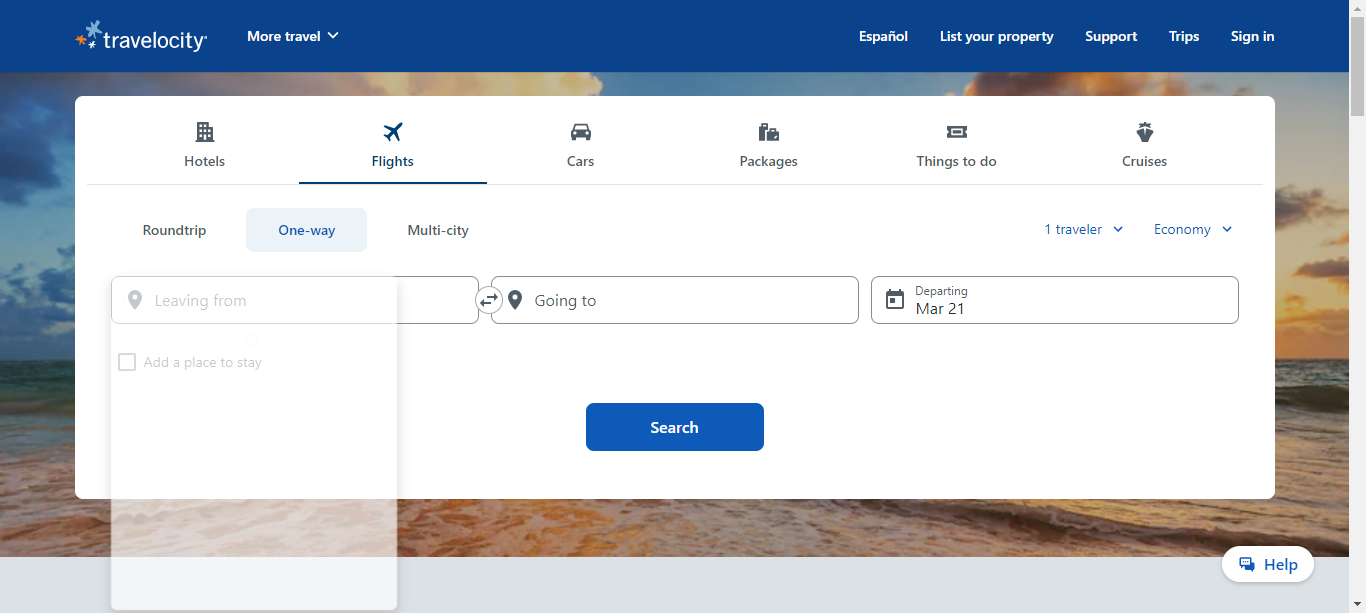 travelocity
More travel
Español
List your property
Support
Trips
Sign in
Hotels
Flights
Cars
Packages
Things to do
Cruises
Roundtrip
One-way
Multi-city
1 traveler
Economy
Leaving from
Going to
Departing
Mar 21
Add a place to stay
Search
Help